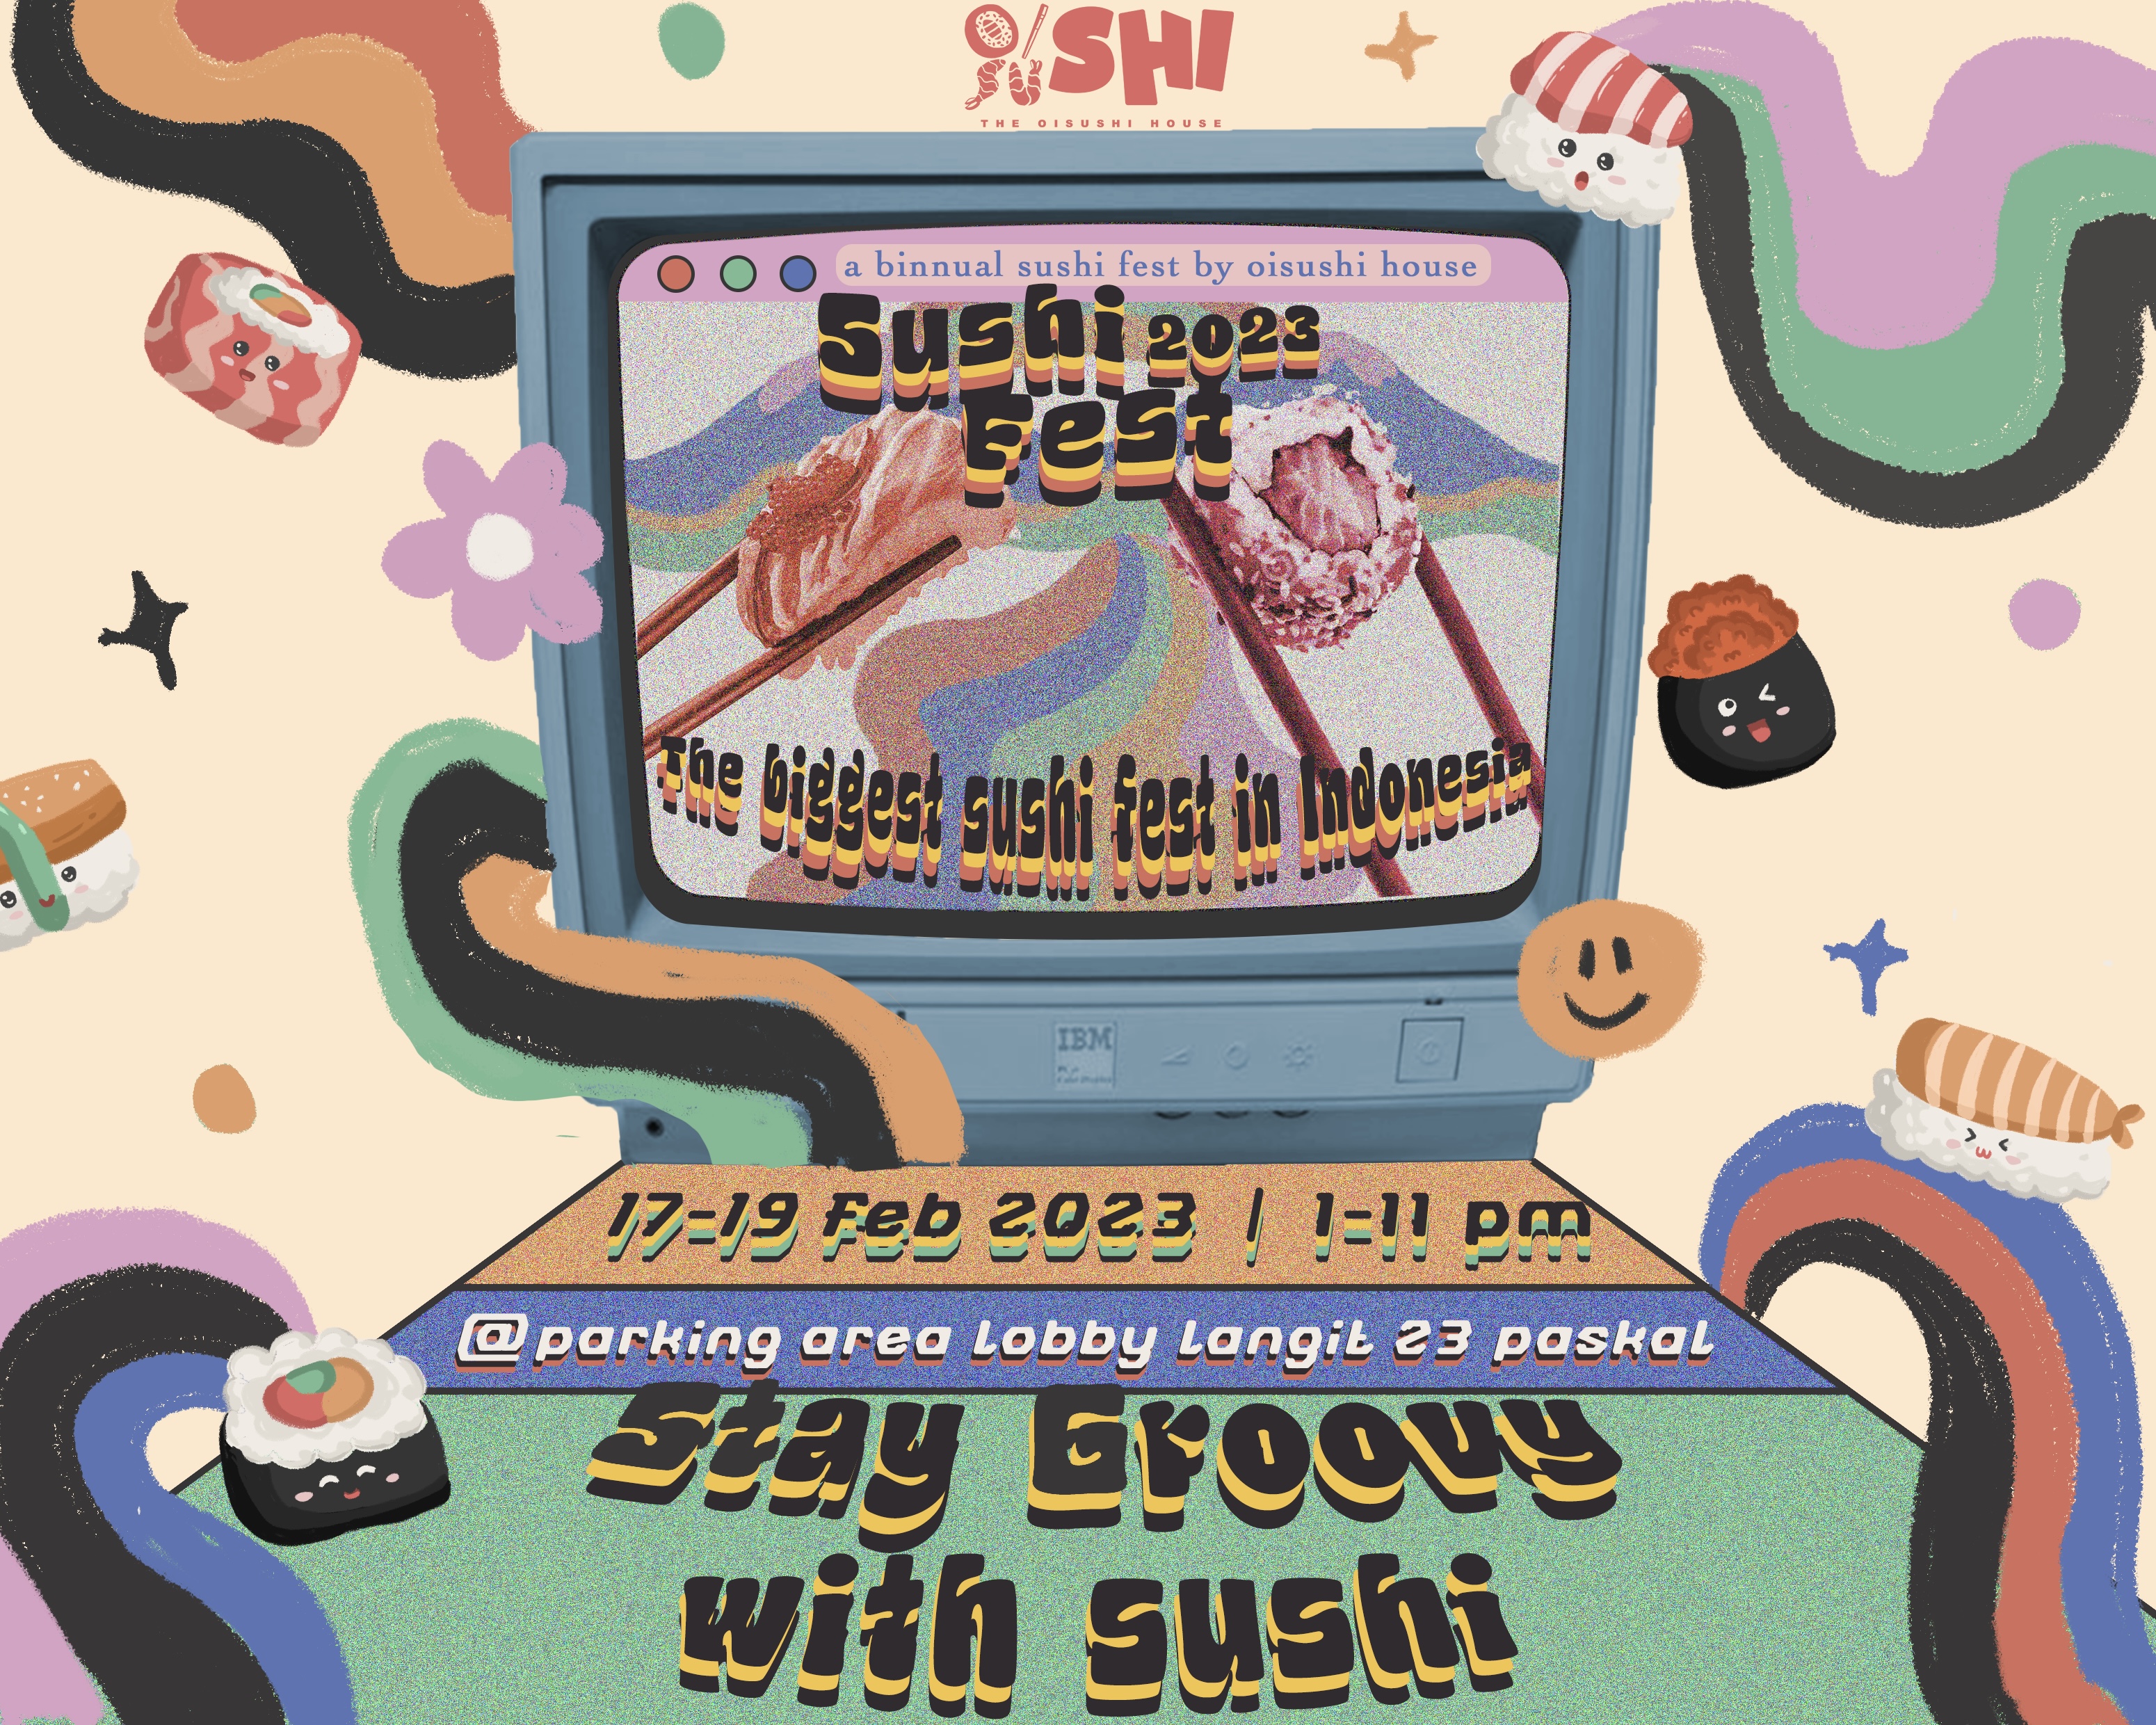 OISHI
THE OISUSHI HOUSE
a binnual sushi fest by oisushi house
Sushi 2023
Fest
The biggest sushi fest in Indonesia
IBM
17-19 feb 2023 | 1-11 pm
@parking area lobby langit 23 paskal
Stay Groovy
with sushi